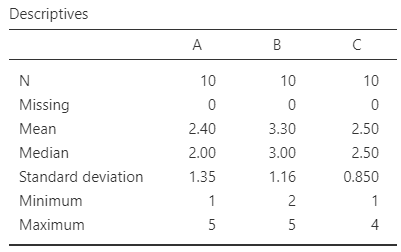 Descriptives
A B C
N 10 10 10
Missing 0 0 0
Mean 2.40 3.30 2.50
Median 2.00 3.00 2.50
Standard deviation 1.35 1.16 0.850
Minimum 1 2 1
Maximum 5 5 4